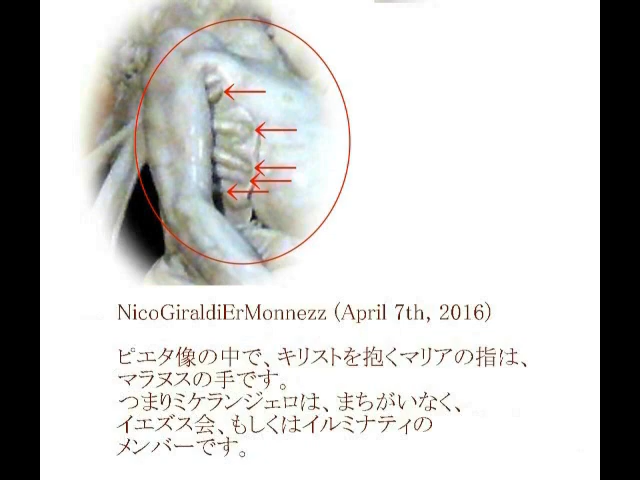 NicoGiraldiErMonnezz (April 7th, 2016)
ピエタ像の中で、キリストを抱くマリアの指は、
マラヌスの手です。
つまりミケランジェロは、まちがいなく、
イエズス会、もしくはイルミナティの
メンバーです。